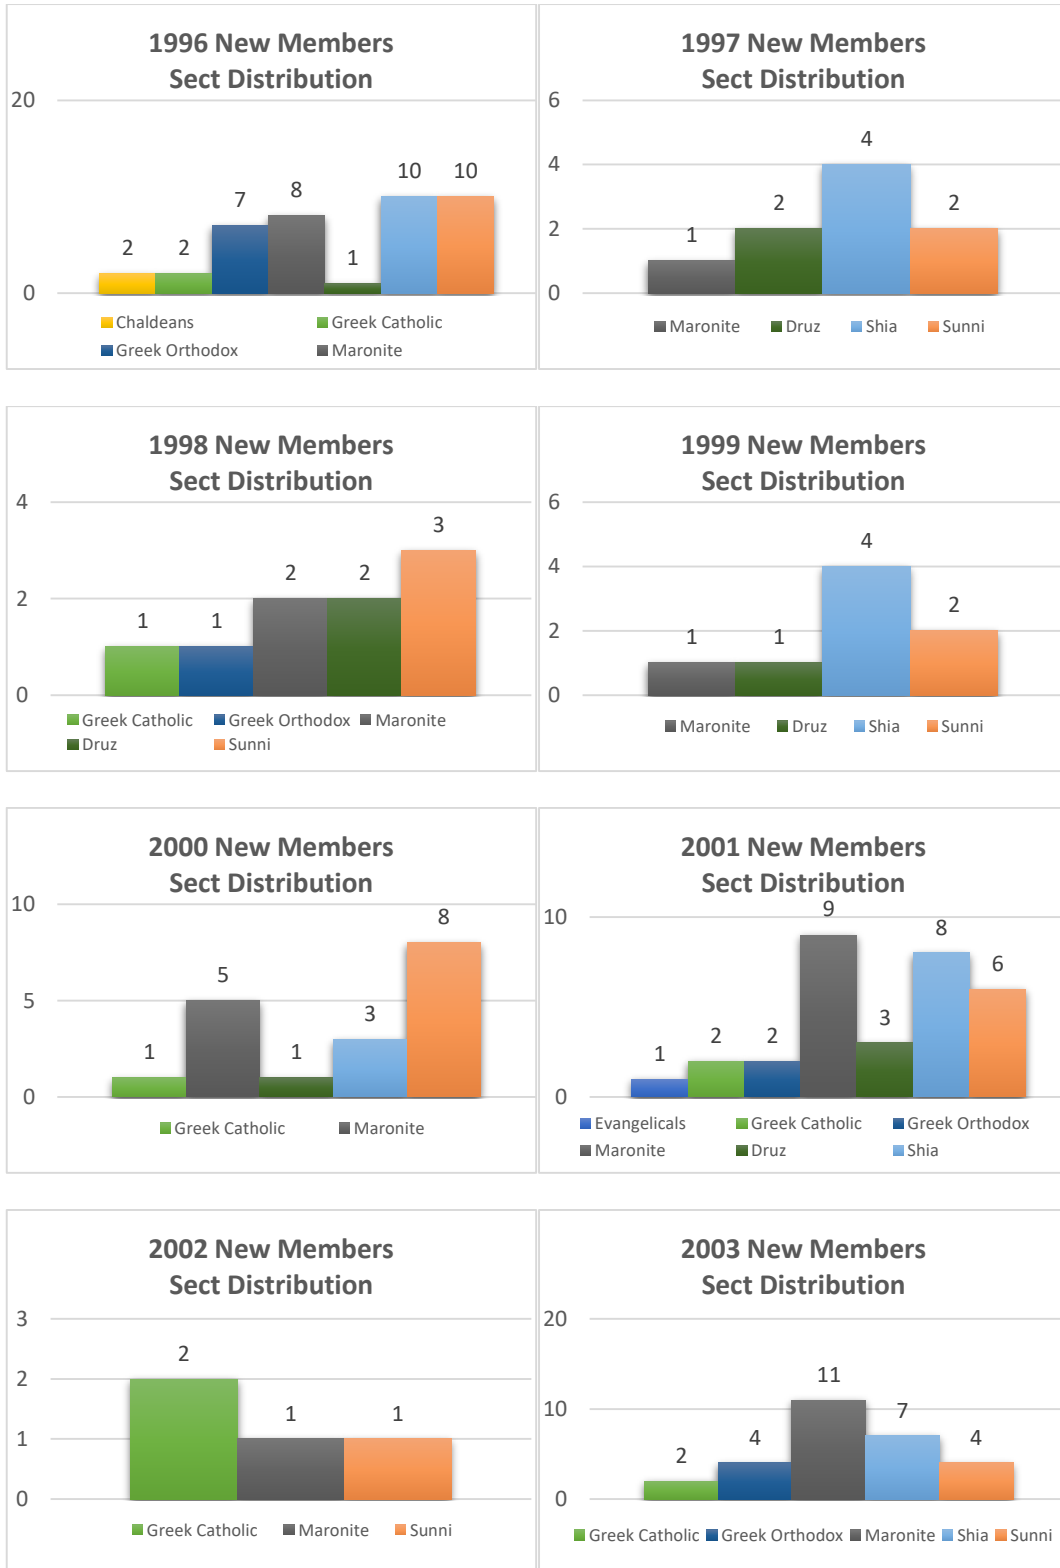 1996 New Members
Sect Distribution
20
0
2
2
7
8
1
10
10
Chaldeans
Greek Catholic
Greek Orthodox
Maronite
1997 New Members
Sect Distribution
6
4
2
0
1
2
4
2
Maronite
Druz
Shia
Sunni
1998 New Members
Sect Distribution
4
2
0
1
1
2
2
3
Greek Catholic
Greek Orthodox
Maronite
Druz
Sunni
1999 New Members
Sect Distribution
6
4
2
0
1
1
4
2
Maronite
Druz
Shia
Sunni
2000 New Members
Sect Distribution
10
5
0
1
5
1
3
8
Greek Catholic
Maronite
2001 New Members
Sect Distribution
10
0
1
2
2
9
3
8
6
Evangelicals
Greek Catholic
Greek Orthodox
Maronite
Druz
Shia
2002 New Members
Sect Distribution
3
2
1
0
2
1
1
Greek Catholic
Maronite
Sunni
2003 New Members
Sect Distribution
20
10
0
2
4
11
7
4
Greek Catholic
Greek Orthodox
Maronite
Shia
Sunni